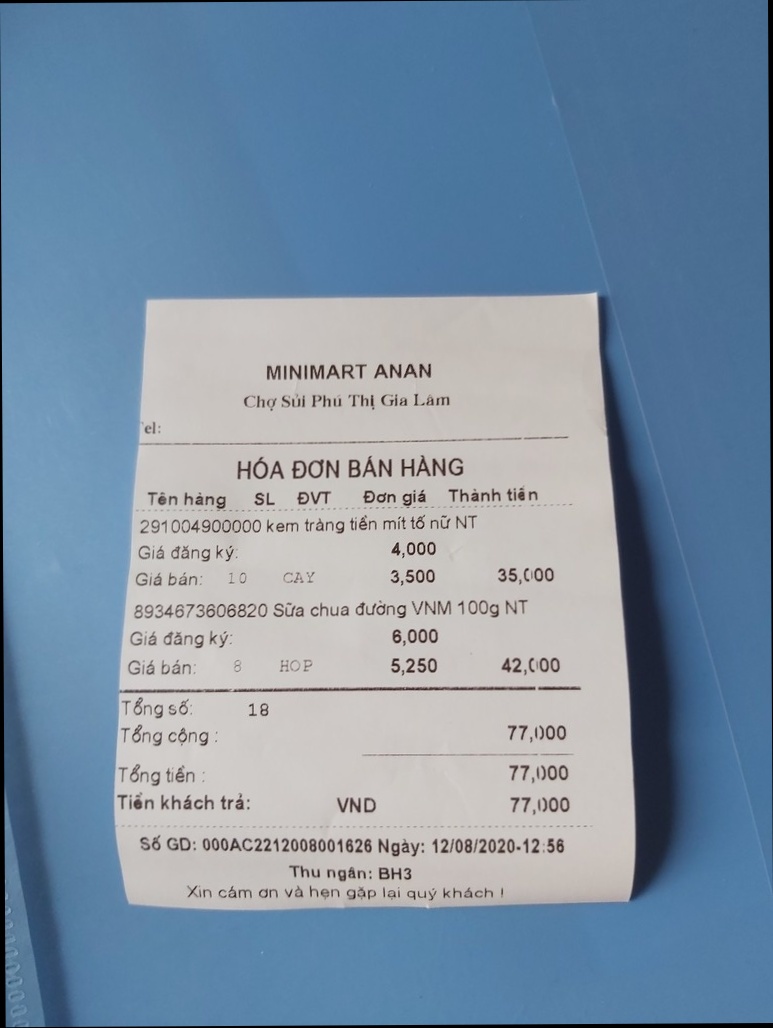 MINIMART ANAN
Chợ Sủi Phú Thị Gia Lâm
Tel:
HÓA ĐƠN BÁN HÀNG
Tên hàng SL ĐVT Đơn giá Thành tiền
291004900000 kem tràng tiền mít tố nữ NT
Giá đăng ký: 4,000
Giá bán: 10 CAY 3,500 35,000
8934673606820 Sữa chua đường VNM 100g NT
Giá đăng ký: 6,000
Giá bán: 8 HOP 5,250 42,000
Tổng số: 18
Tổng cộng : 77,000
Tổng tiền : 77,000
Tiền khách trả: VND 77,000
Số GD: 000AC2212008001626 Ngày: 12/08/2020-12:56
Thu ngân: BH3
Xin cám ơn và hẹn gặp lại quý khách !